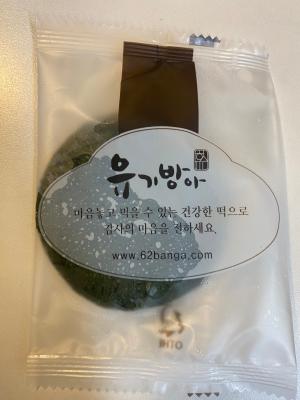 유기방아
마음놓고 먹을 수 있는 건강한 떡으로
감사의 마음을 전하세요.
www.62banga.com
OTHER